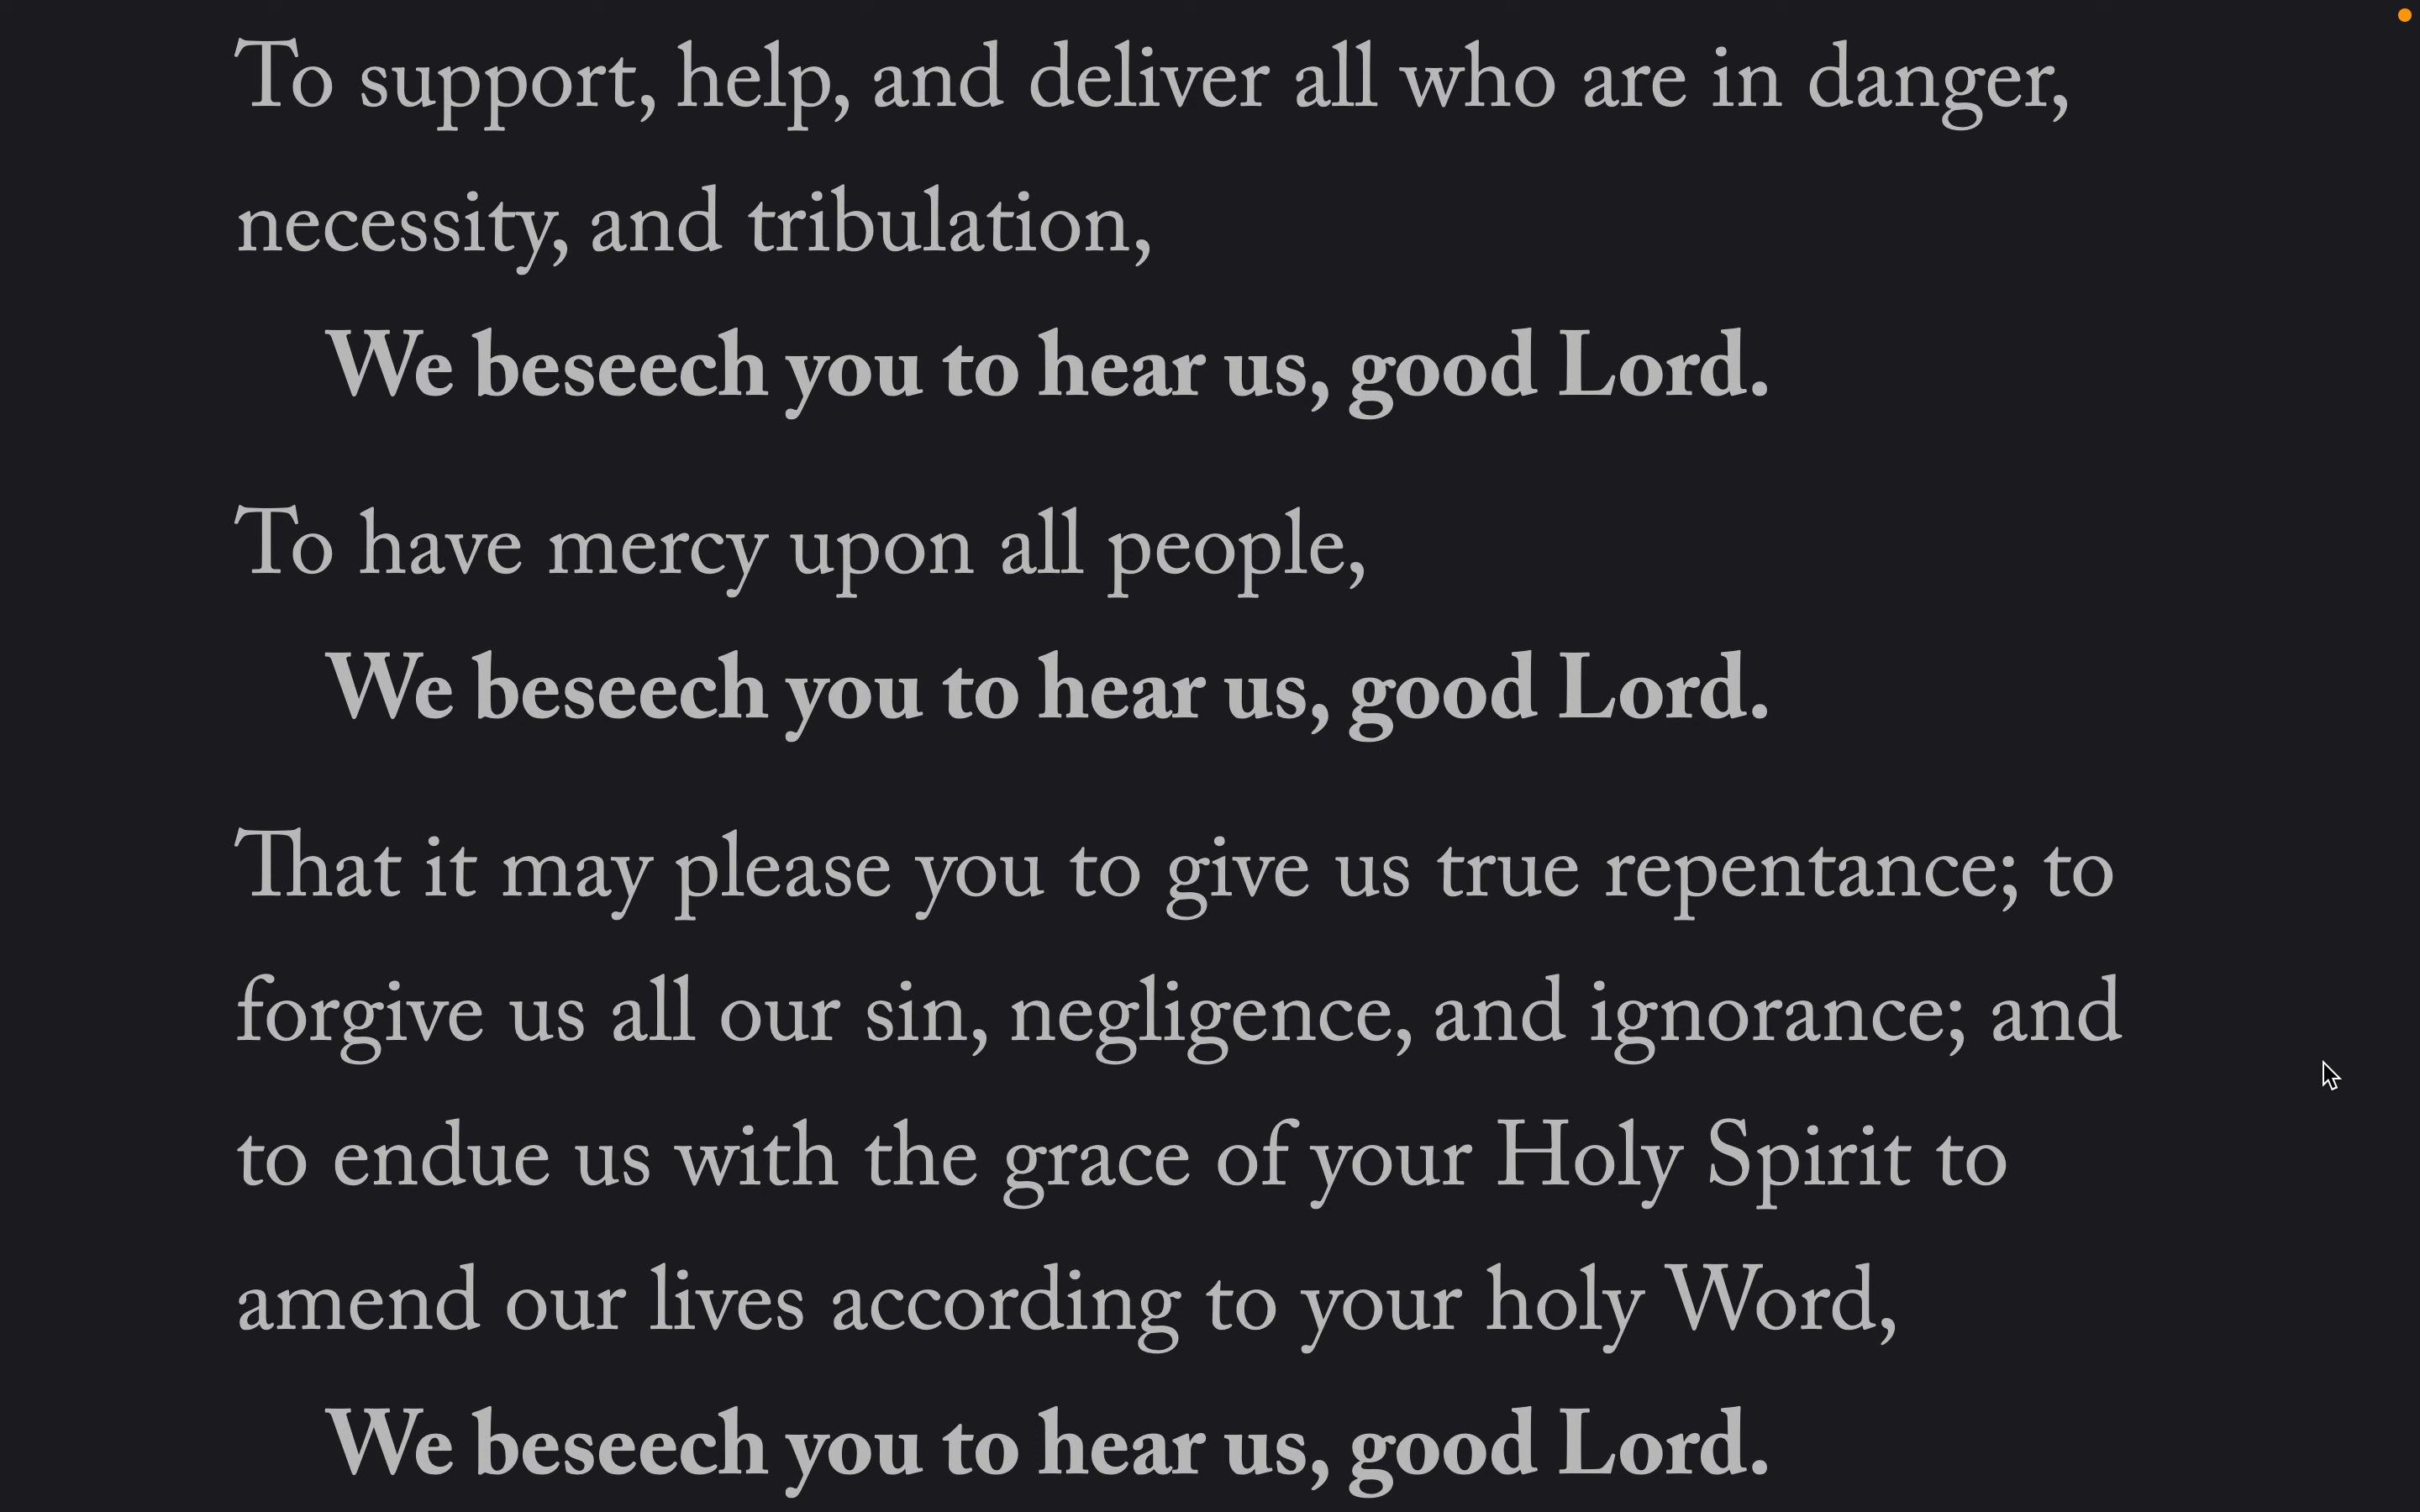 To support, help, and deliver all who are in danger,
necessity, and tribulation,
We beseech you to hear us, good Lord.
To have mercy upon all people,
We beseech you to hear us, good Lord.
That it may please you to give us true repentance; to
forgive us all our sin, negligence, and ignorance; and
to endue us with the grace of your Holy Spirit to
amend our lives according to your holy Word,
We beseech you to hear us, good Lord.